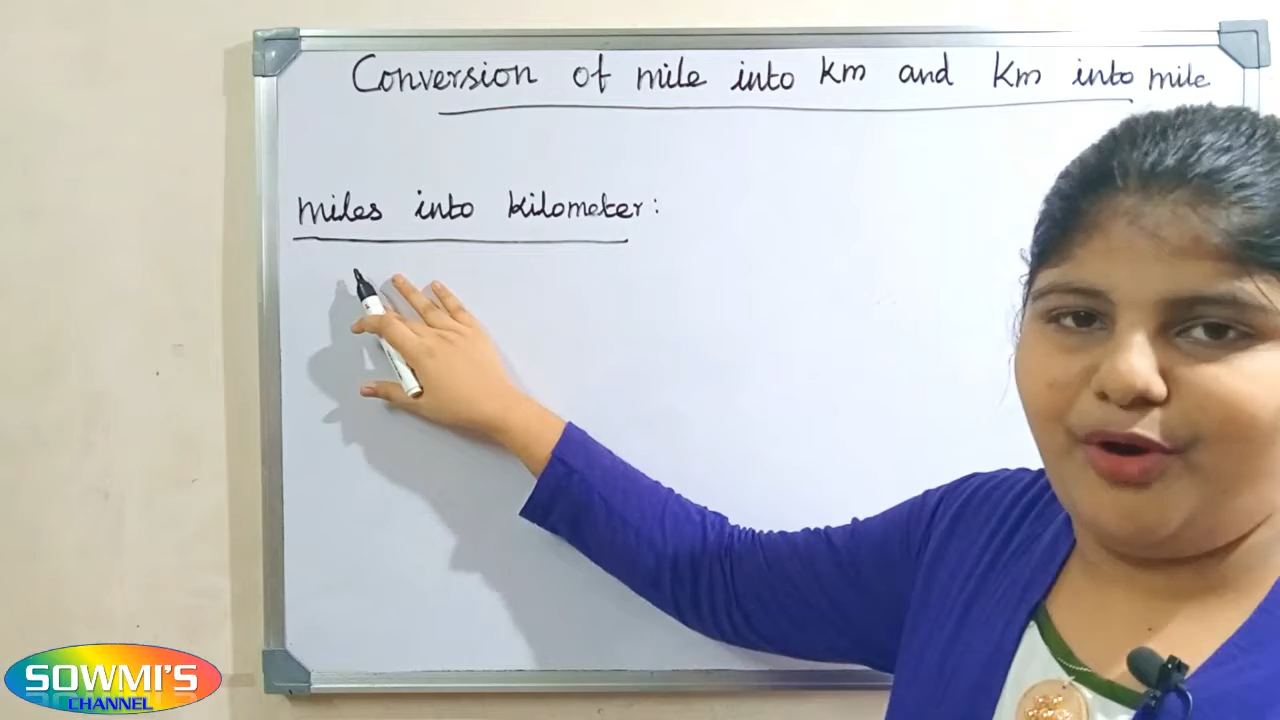 Conversion of mile into km and km into mile
miles into kilometer:
SOWMI'S
CHANNEL